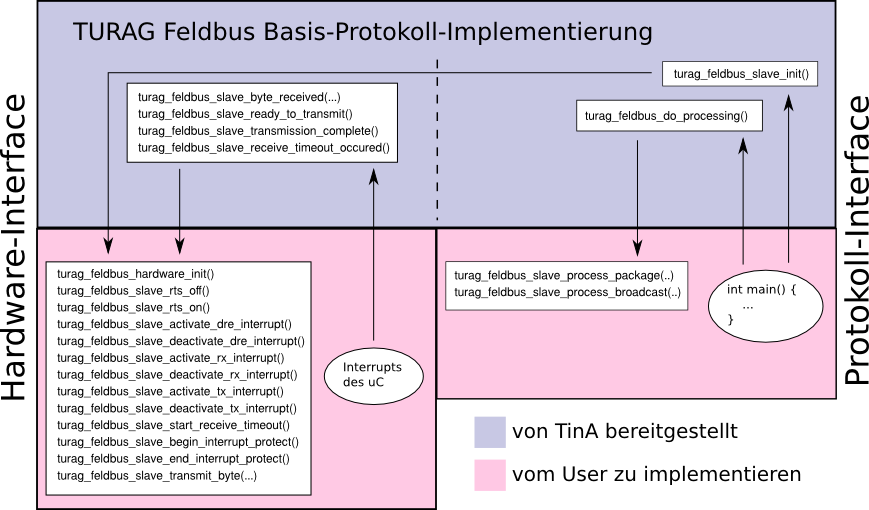 TURAG Feldbus Basis-Protokoll-Implementierung
turag_feldbus_slave_init()
turag_feldbus_slave_byte_received(...)
turag_feldbus_slave_ready_to_transmit()
turag_feldbus_slave_transmission_complete()
turag_feldbus_slave_receive_timeout_occured()
turag_feldbus_do_processing()
Hardware-Interface
Protokoll-Interface
turag_feldbus_hardware_init()
turag_feldbus_slave_rts_off()
turag_feldbus_slave_rts_on()
turag_feldbus_slave_activate_dre_interrupt()
turag_feldbus_slave_deactivate_dre_interrupt()
turag_feldbus_slave_activate_rx_interrupt()
turag_feldbus_slave_deactivate_rx_interrupt()
turag_feldbus_slave_activate_tx_interrupt()
turag_feldbus_slave_deactivate_tx_interrupt()
turag_feldbus_slave_start_receive_timeout()
turag_feldbus_slave_begin_interrupt_protect()
turag_feldbus_slave_end_interrupt_protect()
turag_feldbus_slave_transmit_byte(...)
Interrupts
des uC
turag_feldbus_slave_process_package(..)
turag_feldbus_slave_process_broadcast(..)
int main() {
...
}
von TinA bereitgestellt
vom User zu implementieren